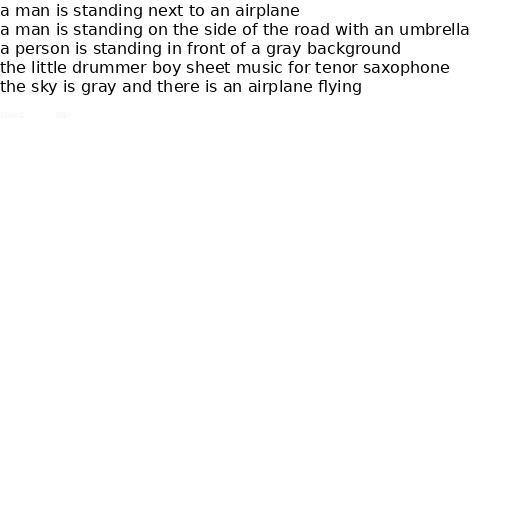 a man is standing next to an airplane
a man is standing on the side of the road with an umbrella
a person is standing in front of a gray background
the little drummer boy sheet music for tenor saxophone
the sky is gray and there is an airplane flying